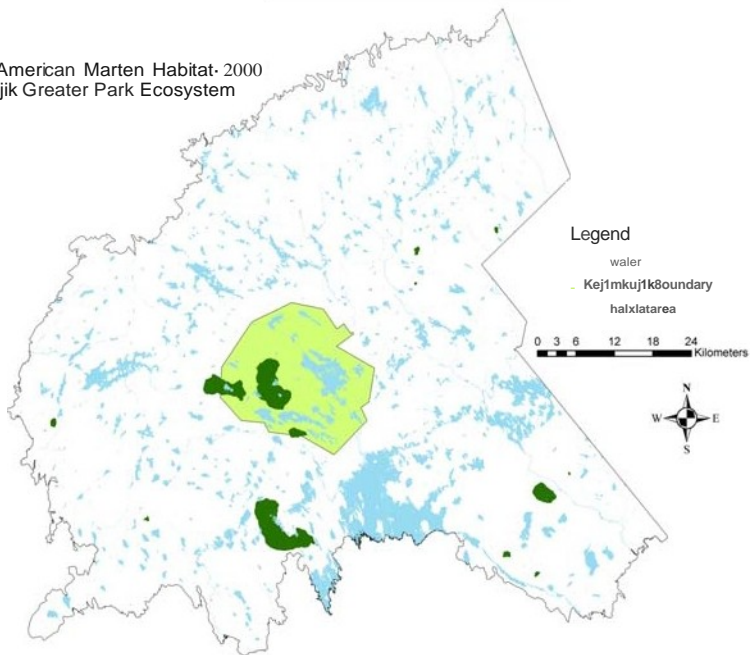 American Marten Habitat· 2000
jik Greater Park Ecosystem
Legend
waler
Kej1mkuj1k8oundary
halxlatarea
0 3 6 12 18 24
Kilometers
N
W E
S